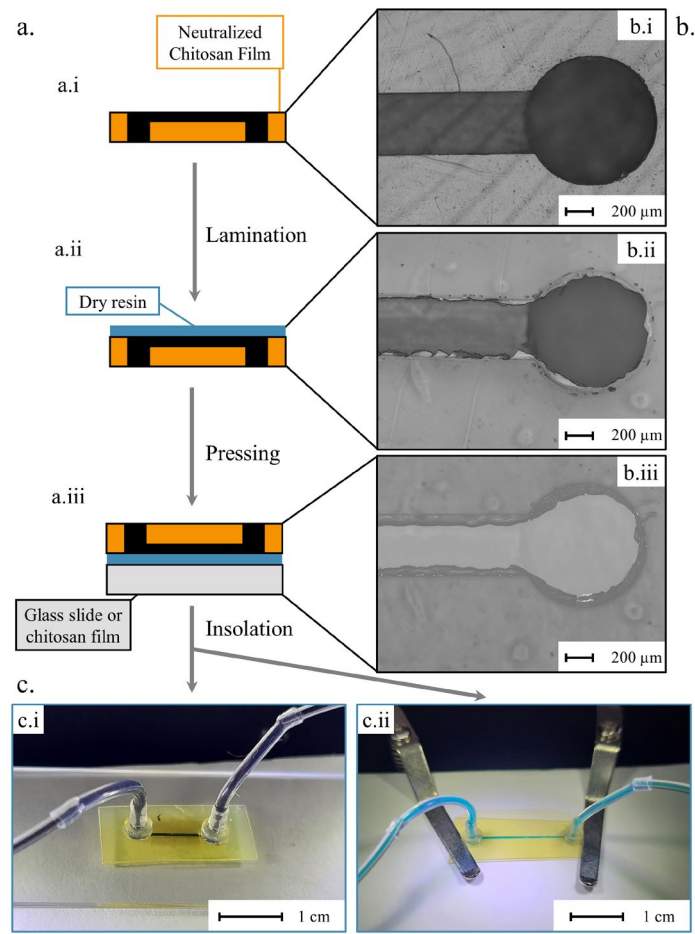 a.
b.
Neutralized
Chitosan Film
b.i
a.i
200 µm
Lamination
a.ii
b.ii
Dry resin
200 µm
Pressing
b.iii
a.iii
Glass slide or
chitosan film
Insolation
200 µm
c.
c.i
c.ii
1 cm
1 cm